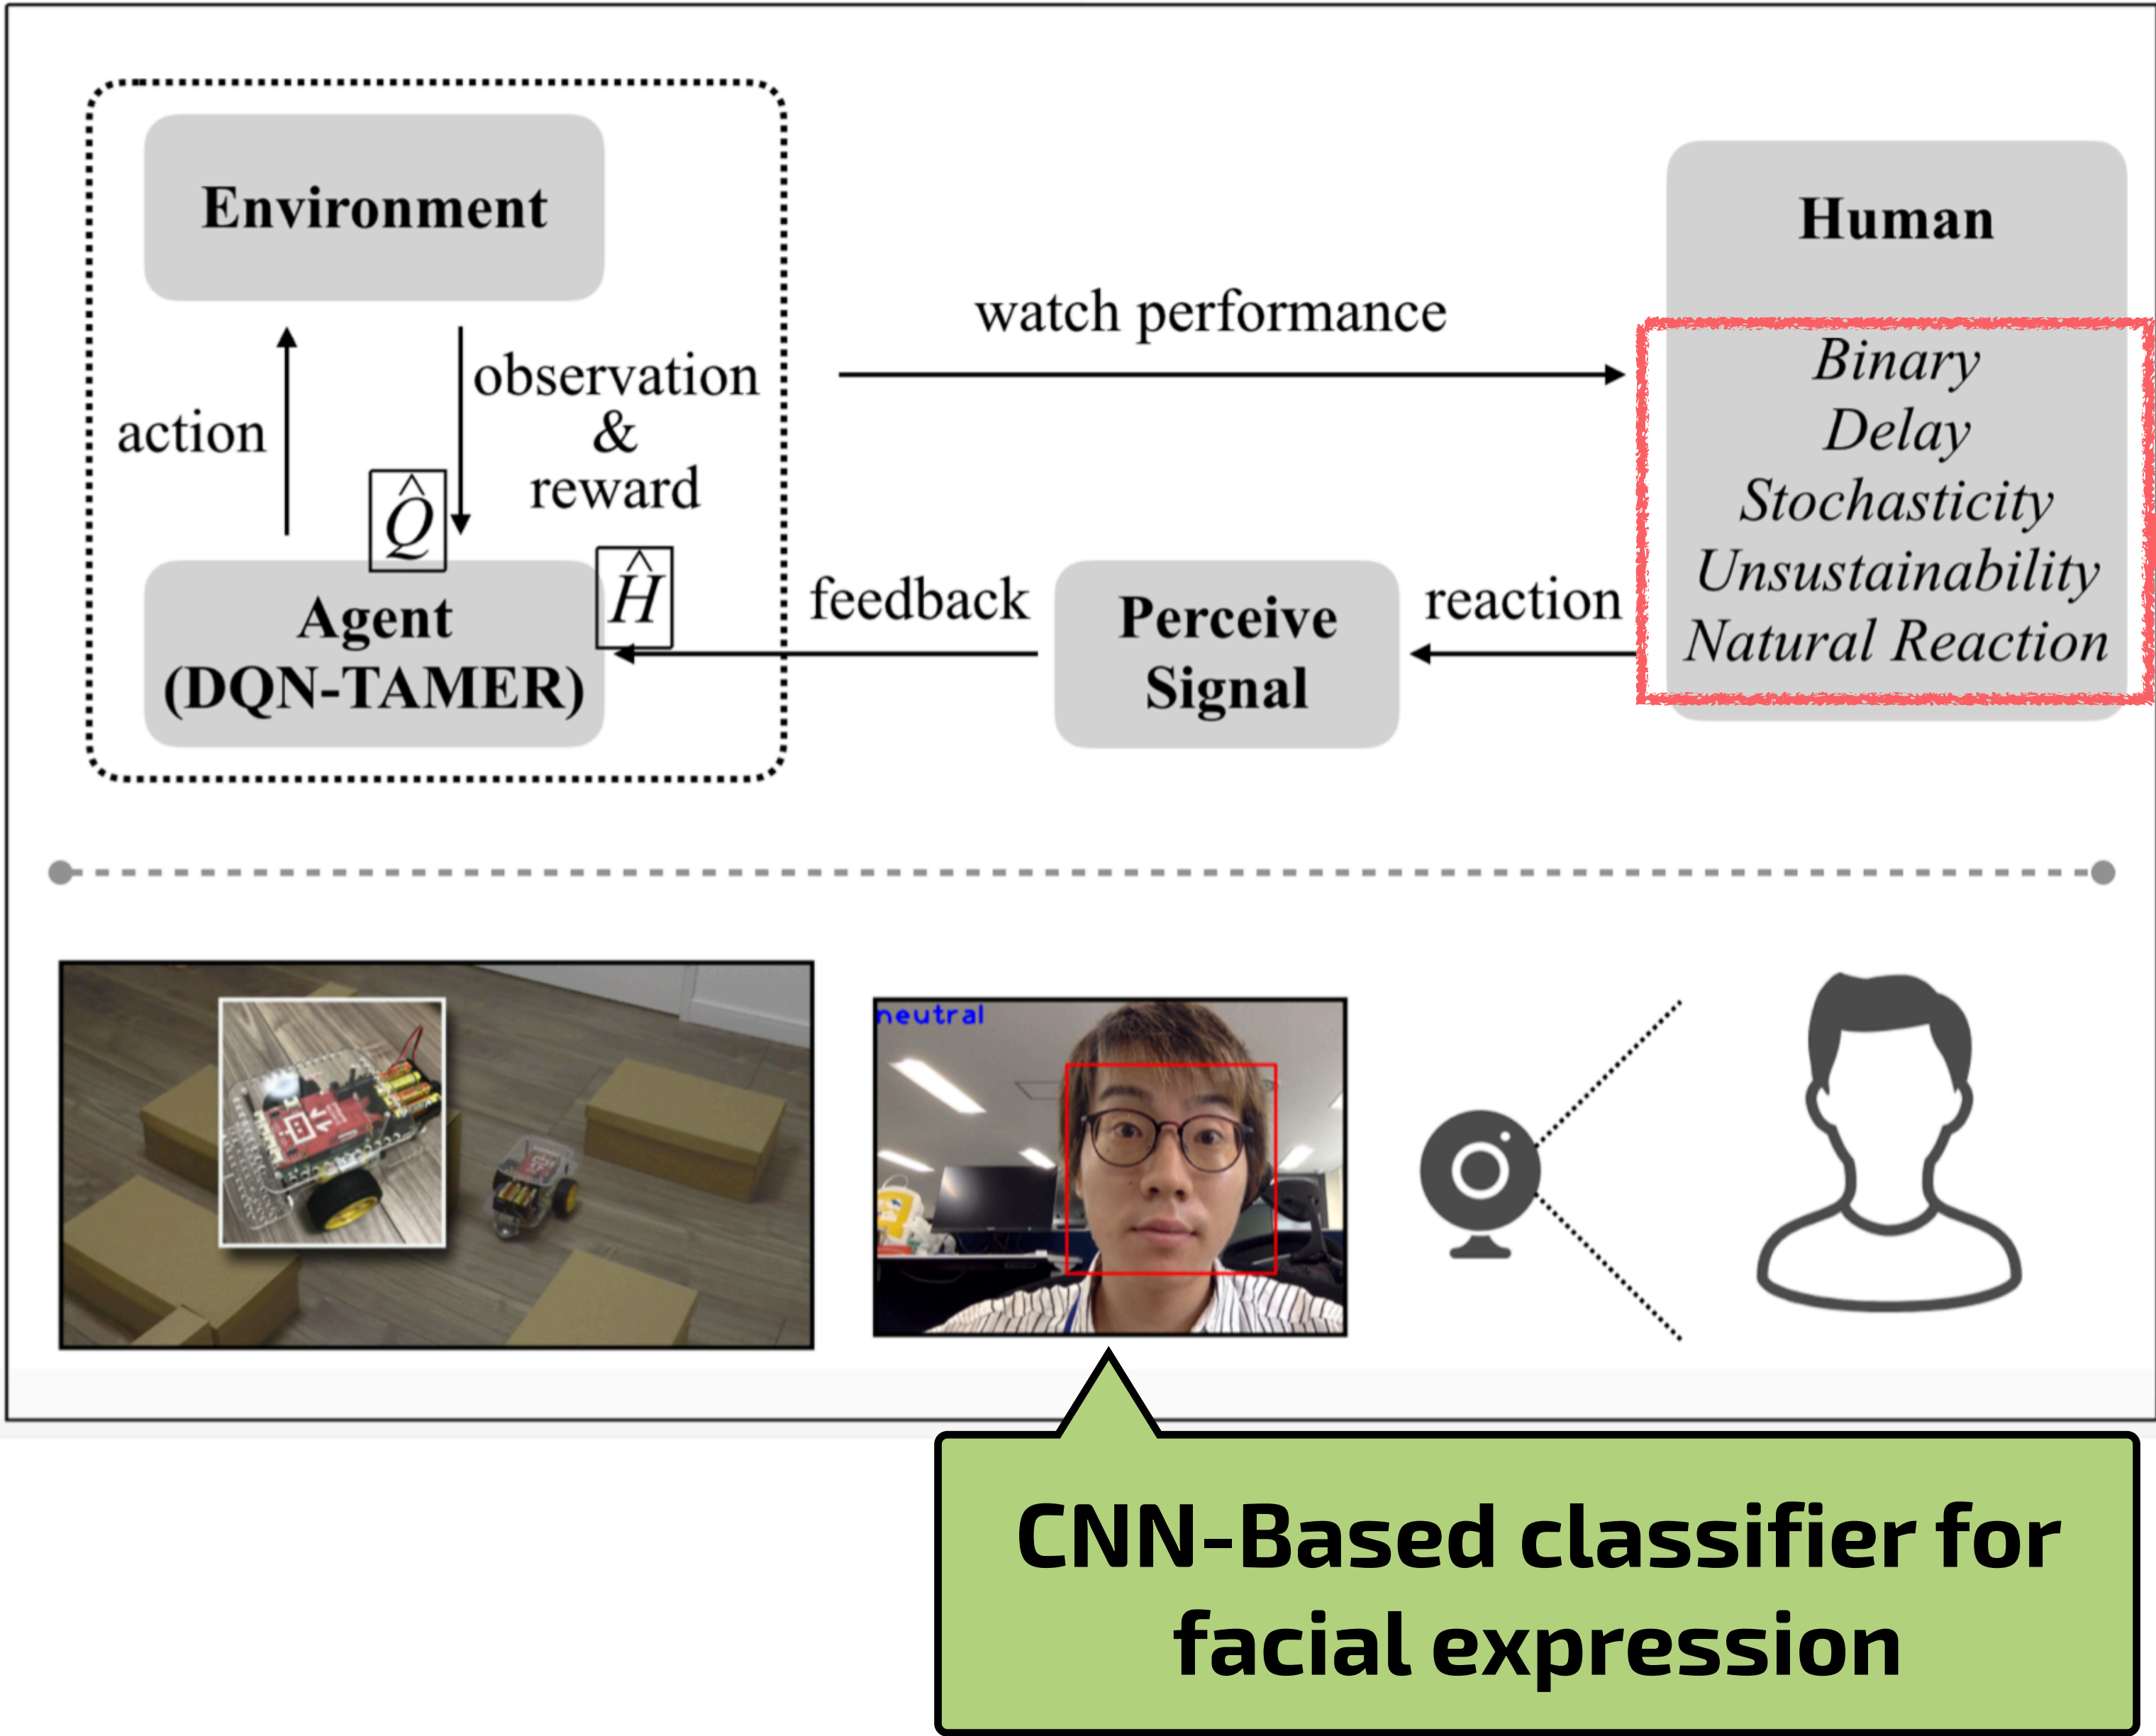 Environment
action
observation
&
reward
Q̂
Ĥ
Agent
(DQN-TAMER)
watch performance
feedback
Perceive
Signal
reaction
Human
Binary
Delay
Stochasticity
Unsustainability
Natural Reaction
neutral
CNN-Based classifier for
facial expression